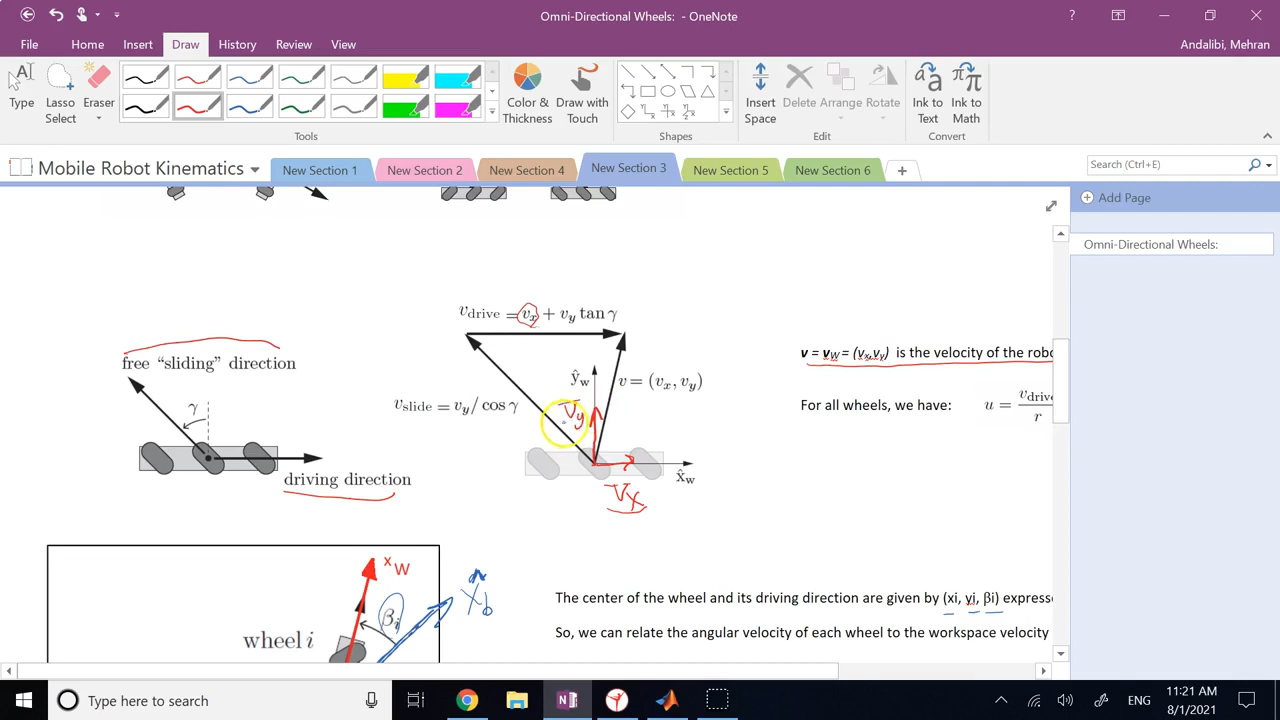 Omni-Directional Wheels: - OneNote
File Home Insert Draw History Review View
Andalibi, Mehran
Type
Lasso Select
Eraser
Color & Thickness
Draw with Touch
Insert Space
Delete
Arrange
Rotate
Ink to Text
Ink to Math
Tools
Shapes
Edit
Convert
Mobile Robot Kinematics
New Section 1 New Section 2 New Section 4 New Section 3 New Section 5 New Section 6
Search (Ctrl+E)
Add Page
Omni-Directional Wheels:
v_drive = v_x + v_y tan γ
free “sliding” direction
γ
driving direction
v_slide = v_y / cos γ
ŷ_w
v = (v_x, v_y)
V_y
x̂_w
V_x
v = v_W = (v_x,v_y) is the velocity of the robo
For all wheels, we have: u = v_drive / r
x_W
x̂_b
β_i
wheel i
The center of the wheel and its driving direction are given by (xi, yi, βi) expresse
So, we can relate the angular velocity of each wheel to the workspace velocity
Type here to search
ENG
11:21 AM
8/1/2021